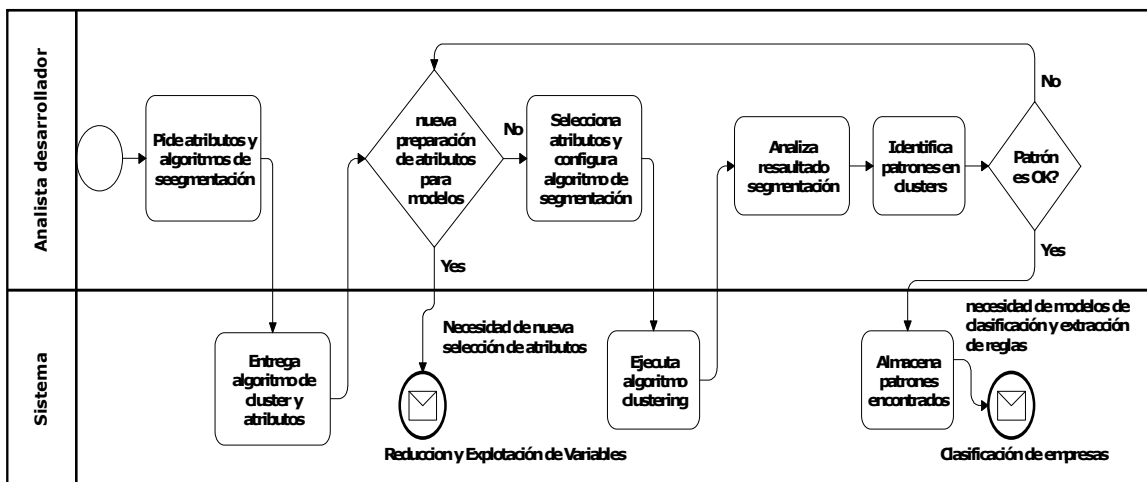 Analista desarrollador
Pide atributos y
algoritmos de
seegmentación
nueva
preparación
de atributos
para
modelos
No
Yes
Selecciona
atributos y
configura
algoritmo de
segmentación
Analiza
resaultado
segmentación
Identifica
patrones en
clusters
Patrón
es OK?
No
Yes
Sistema
Entrega
algoritmo de
cluster y
atributos
Necesidad de nueva
selección de atributos
Reduccion y Explotación de Variables
Ejecuta
algoritmo
clustering
Almacena
patrones
encontrados
necesidad de modelos de
clasificación y extracción
de reglas
Clasificación de empresas